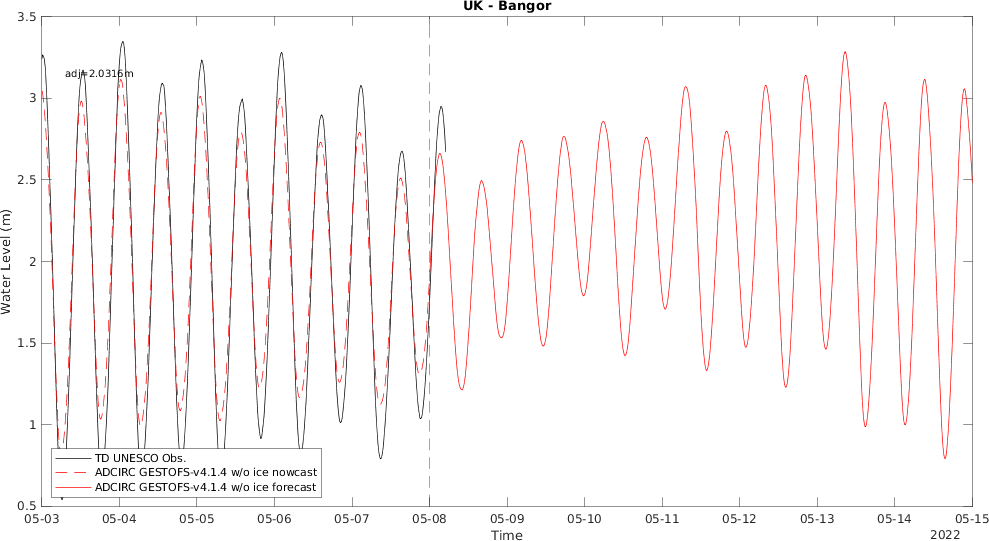 UK - Bangor
3.5
adj=2.0316m
3
2.5
Water Level (m)
2
1.5
1
TD UNESCO Obs.
ADCIRC GESTOFS-v4.1.4 w/o ice nowcast
ADCIRC GESTOFS-v4.1.4 w/o ice forecast
0.5
05-03 05-04 05-05 05-06 05-07 05-08 05-09 05-10 05-11 05-12 05-13 05-14 05-15
Time
2022